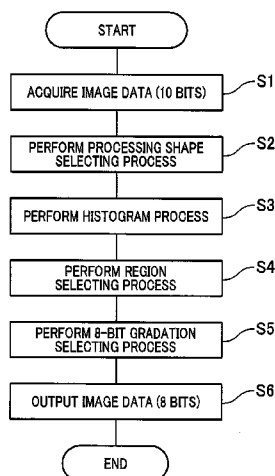 START
ACQUIRE IMAGE DATA (10 BITS)
S1
PERFORM PROCESSING SHAPE
SELECTING PROCESS
S2
PERFORM HISTOGRAM PROCESS
S3
PERFORM REGION
SELECTING PROCESS
S4
PERFORM 8-BIT GRADATION
SELECTING PROCESS
S5
OUTPUT IMAGE DATA (8 BITS)
S6
END